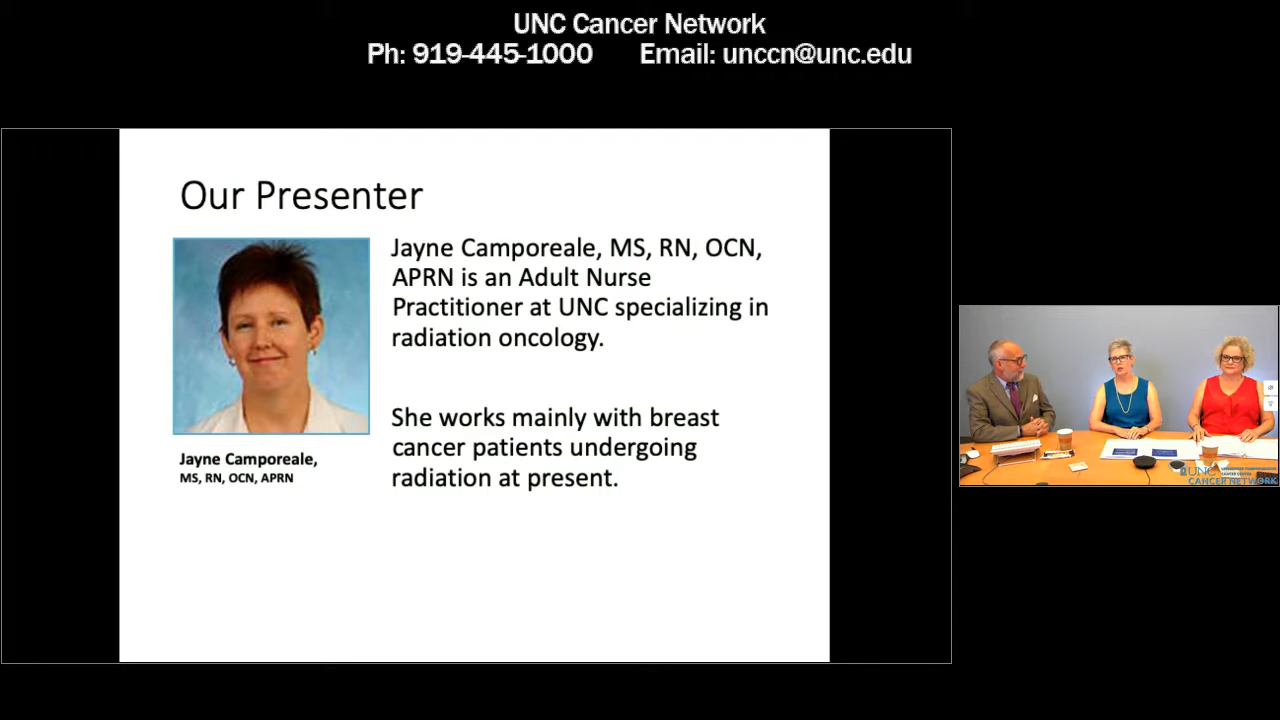 UNC Cancer Network
Ph: 919-445-1000 Email: unccn@unc.edu
Our Presenter
Jayne Camporeale, MS, RN, OCN,
APRN is an Adult Nurse
Practitioner at UNC specializing in
radiation oncology.
She works mainly with breast
cancer patients undergoing
radiation at present.
Jayne Camporeale,
MS, RN, OCN, APRN
UNC
CANCER NETWORK